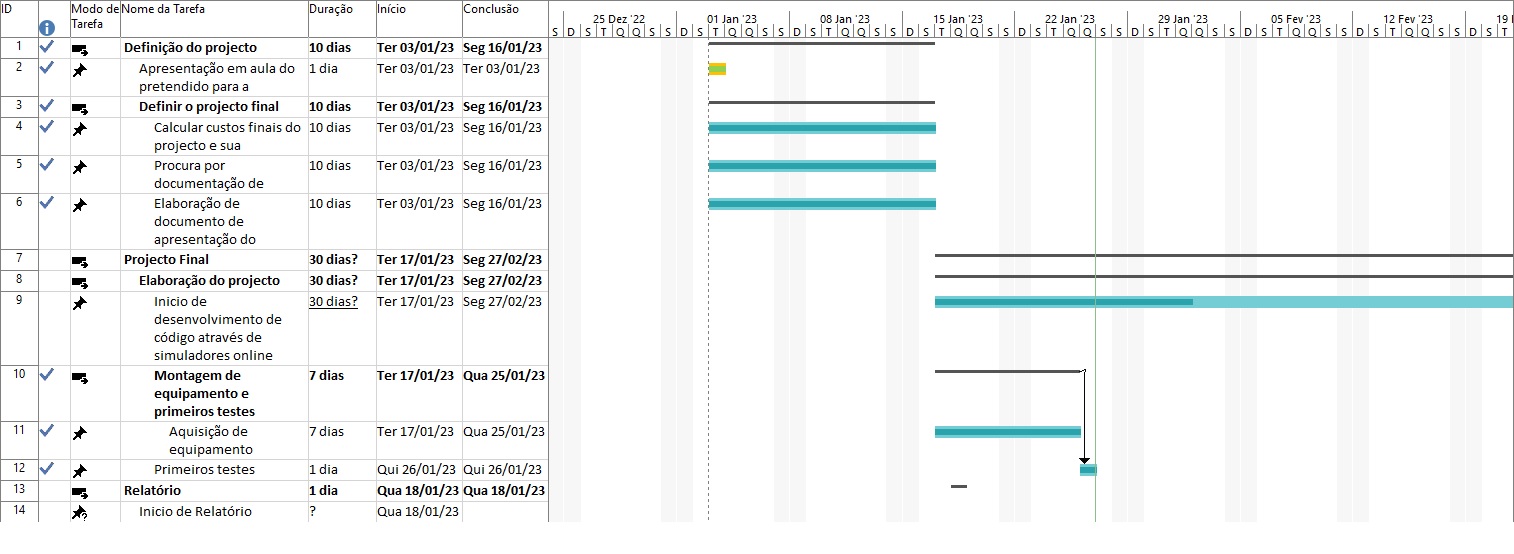 ID Modo de Tarefa Nome da Tarefa Duração Início Conclusão
25 Dez '22 01 Jan '23 08 Jan '23 15 Jan '23 22 Jan '23 29 Jan '23 05 Fev '23 12 Fev '23 19
S D S T Q Q S S D S T Q Q S S D S T Q Q S S D S T Q Q S S D S T Q Q S S D S T Q Q S S D S T Q Q S S D S T Q Q S S D S T
1 Definição do projecto 10 dias Ter 03/01/23 Seg 16/01/23
2 Apresentação em aula do 1 dia Ter 03/01/23 Ter 03/01/23
pretendido para a
3 Definir o projecto final 10 dias Ter 03/01/23 Seg 16/01/23
4 Calcular custos finais do 10 dias Ter 03/01/23 Seg 16/01/23
projecto e sua
5 Procura por 10 dias Ter 03/01/23 Seg 16/01/23
documentação de
6 Elaboração de 10 dias Ter 03/01/23 Seg 16/01/23
documento de
apresentação do
7 Projecto Final 30 dias? Ter 17/01/23 Seg 27/02/23
8 Elaboração do projecto 30 dias? Ter 17/01/23 Seg 27/02/23
9 Inicio de 30 dias? Ter 17/01/23 Seg 27/02/23
desenvolvimento de
código através de
simuladores online
10 Montagem de 7 dias Ter 17/01/23 Qua 25/01/23
equipamento e
primeiros testes
11 Aquisição de 7 dias Ter 17/01/23 Qua 25/01/23
equipamento
12 Primeiros testes 1 dia Qui 26/01/23 Qui 26/01/23
13 Relatório 1 dia Qua 18/01/23 Qua 18/01/23
14 Inicio de Relatório ? Qua 18/01/23